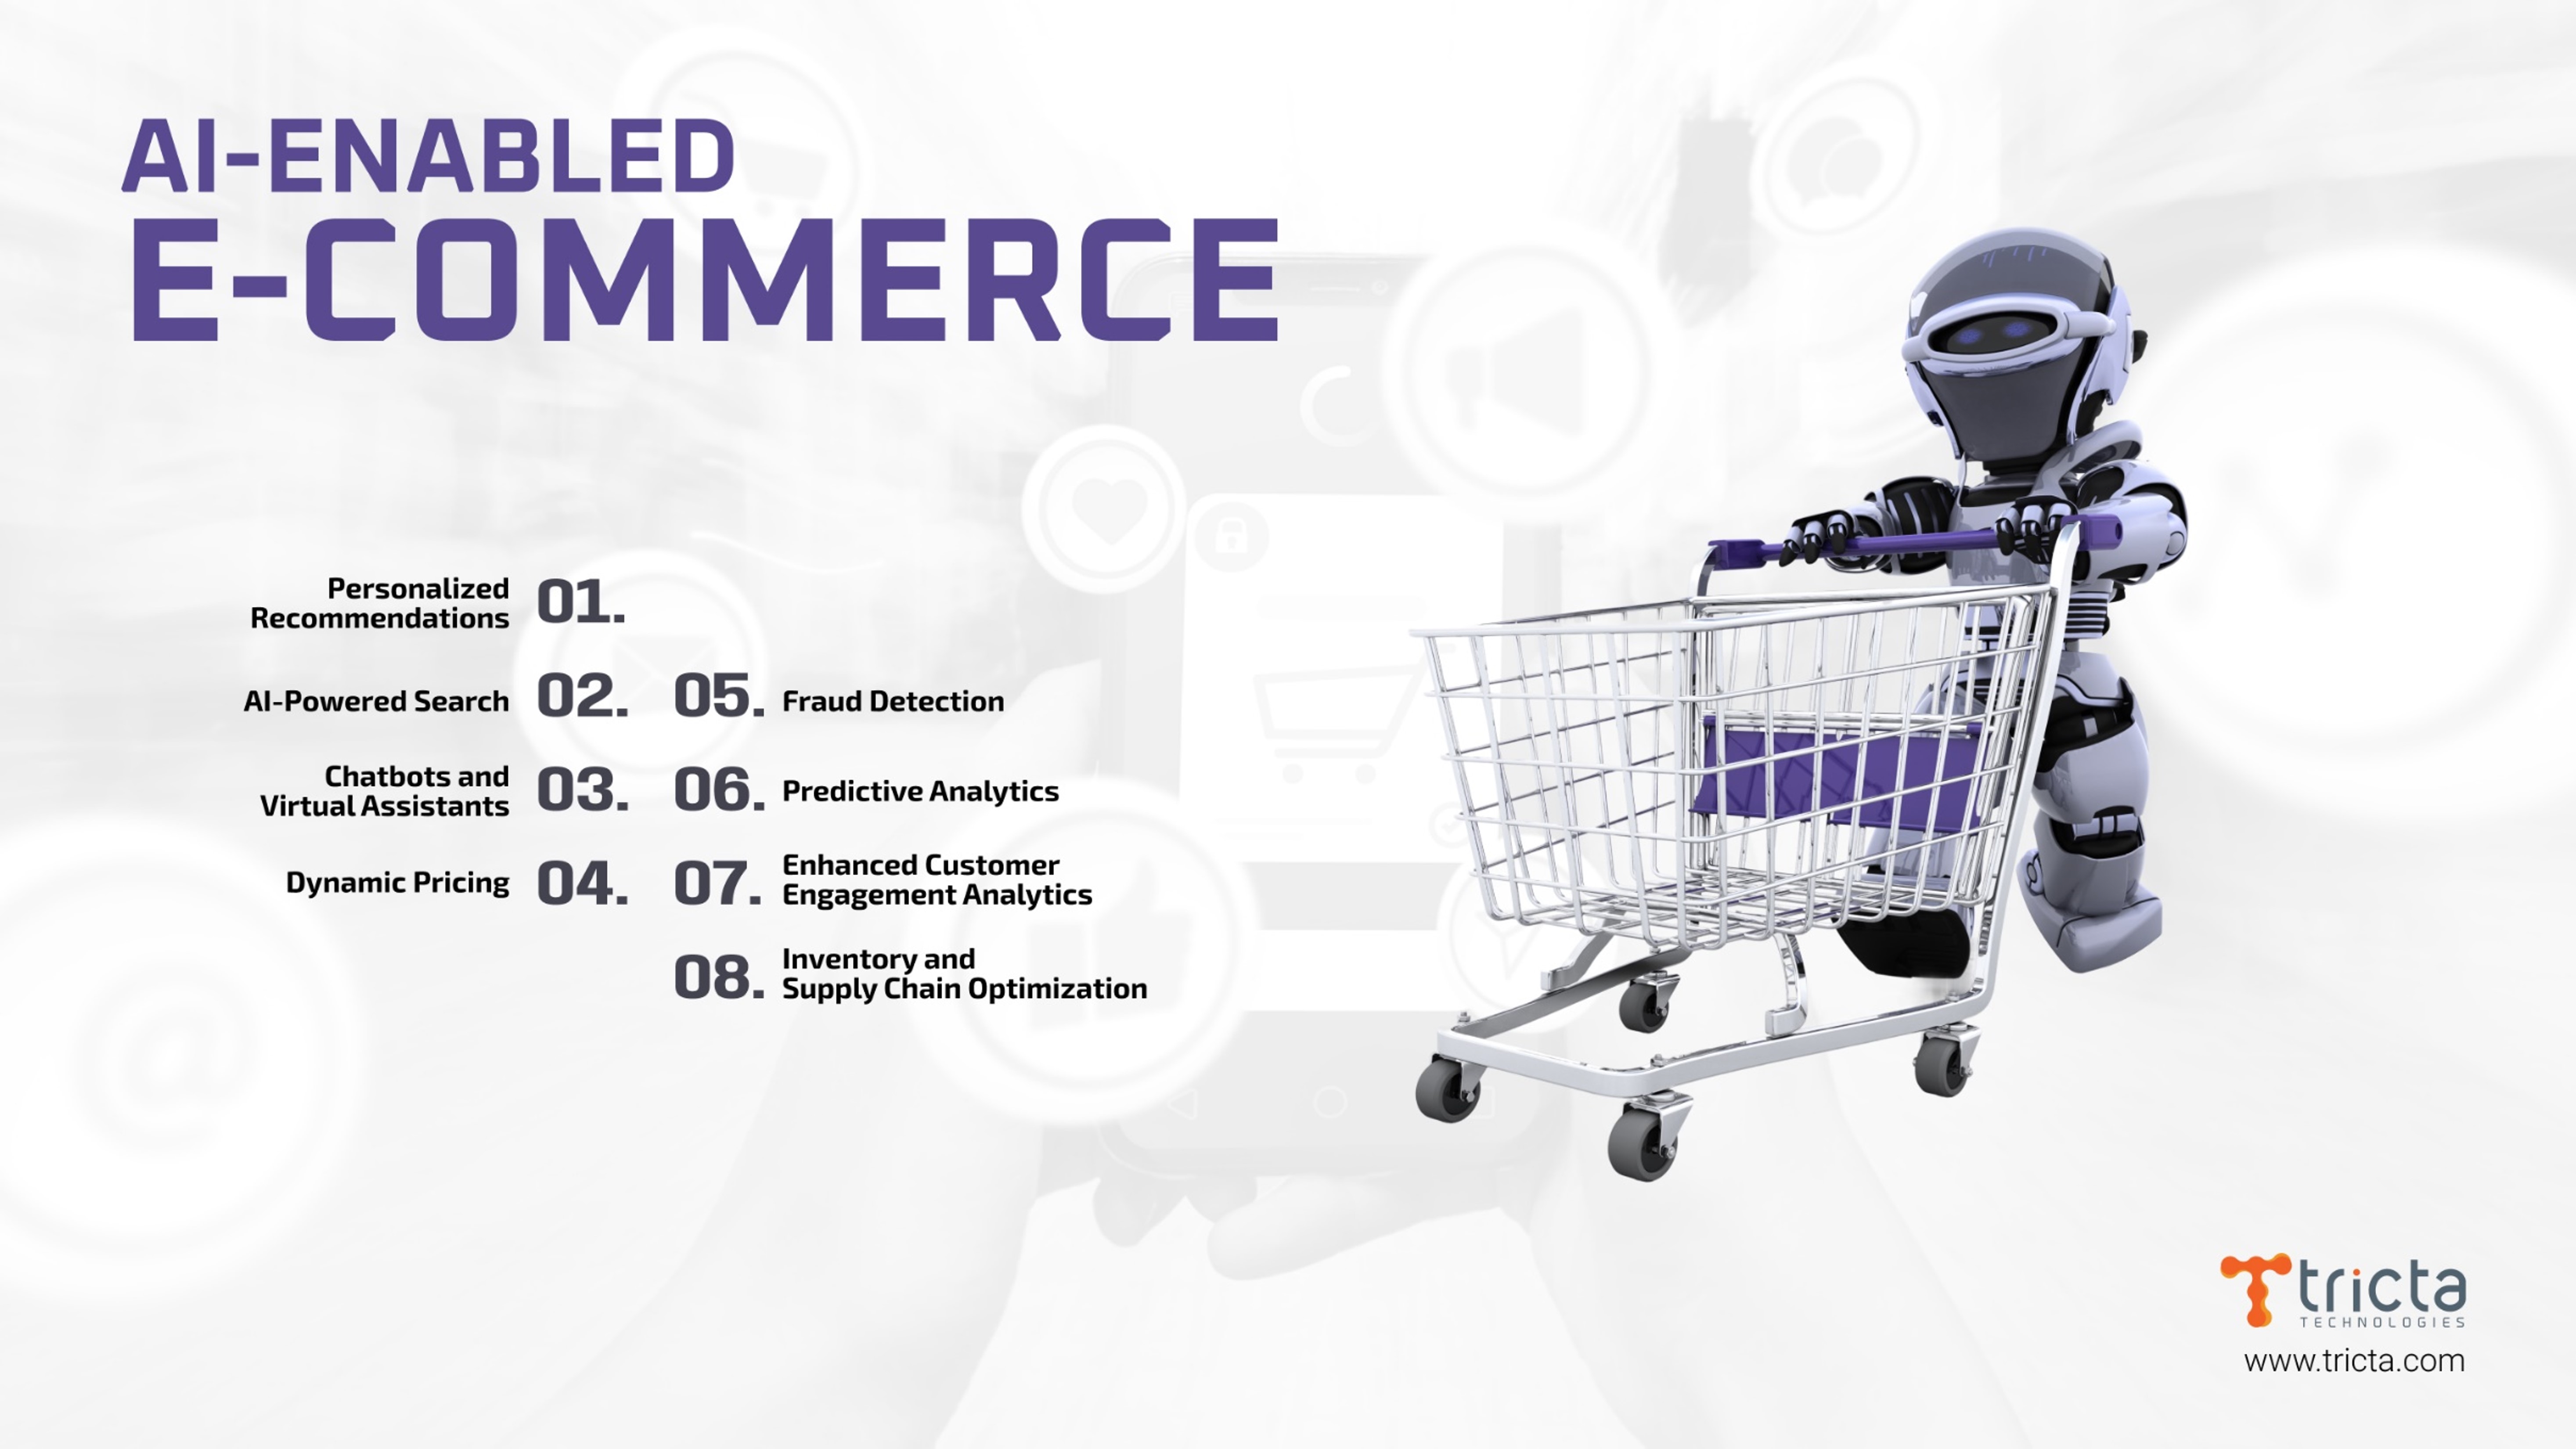 AI-ENABLED
E-COMMERCE
Personalized
Recommendations
01.
AI-Powered Search
02.
Chatbots and
Virtual Assistants
03.
Dynamic Pricing
04.
05.
Fraud Detection
06.
Predictive Analytics
07.
Enhanced Customer
Engagement Analytics
08.
Inventory and
Supply Chain Optimization
@
tricta
TECHNOLOGIES
www.tricta.com